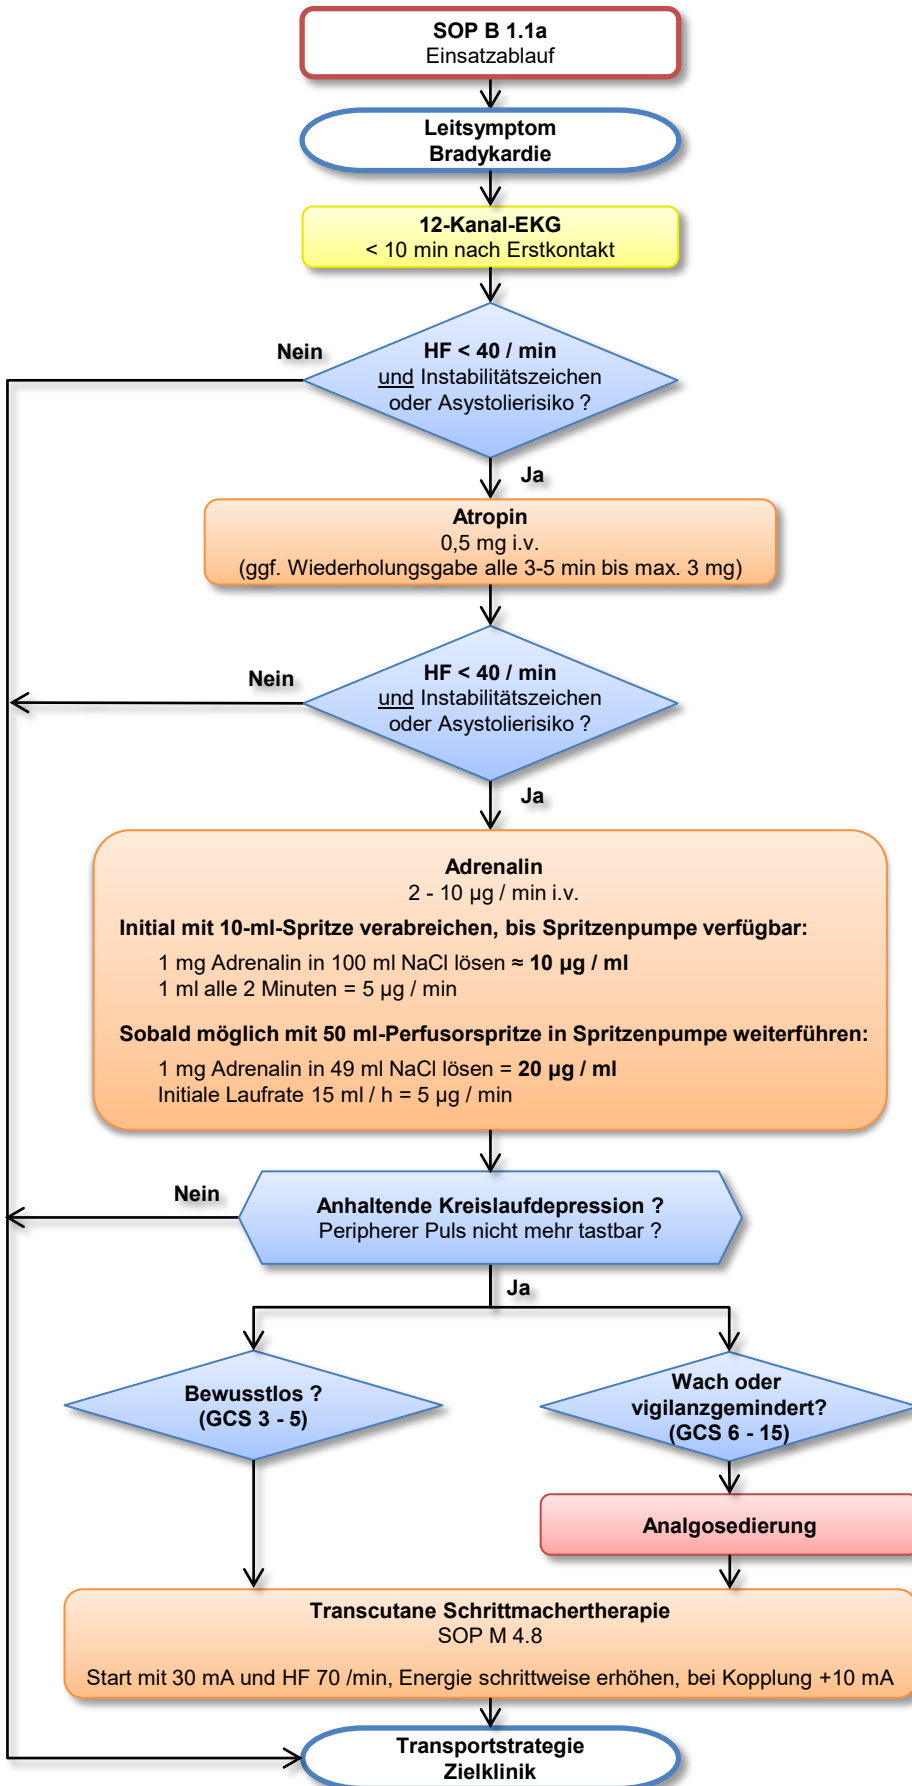 SOP B 1.1a
Einsatzablauf
Leitsymptom
Bradykardie
12-Kanal-EKG
< 10 min nach Erstkontakt
Nein
HF < 40 / min
und Instabilitätszeichen
oder Asystolierisiko ?
Ja
Atropin
0,5 mg i.v.
(ggf. Wiederholungsgabe alle 3-5 min bis max. 3 mg)
Nein
HF < 40 / min
und Instabilitätszeichen
oder Asystolierisiko ?
Ja
Adrenalin
2 - 10 µg / min i.v.
Initial mit 10-ml-Spritze verabreichen, bis Spritzenpumpe verfügbar:
1 mg Adrenalin in 100 ml NaCl lösen ≈ 10 µg / ml
1 ml alle 2 Minuten = 5 µg / min
Sobald möglich mit 50 ml-Perfusorspritze in Spritzenpumpe weiterführen:
1 mg Adrenalin in 49 ml NaCl lösen = 20 µg / ml
Initiale Laufrate 15 ml / h = 5 µg / min
Nein
Anhaltende Kreislaufdepression ?
Peripherer Puls nicht mehr tastbar ?
Ja
Bewusstlos ?
(GCS 3 - 5)
Wach oder
vigilanzgemindert?
(GCS 6 - 15)
Analgosedierung
Transcutane Schrittmachertherapie
SOP M 4.8
Start mit 30 mA und HF 70 /min, Energie schrittweise erhöhen, bei Kopplung +10 mA
Transportstrategie
Zielklinik